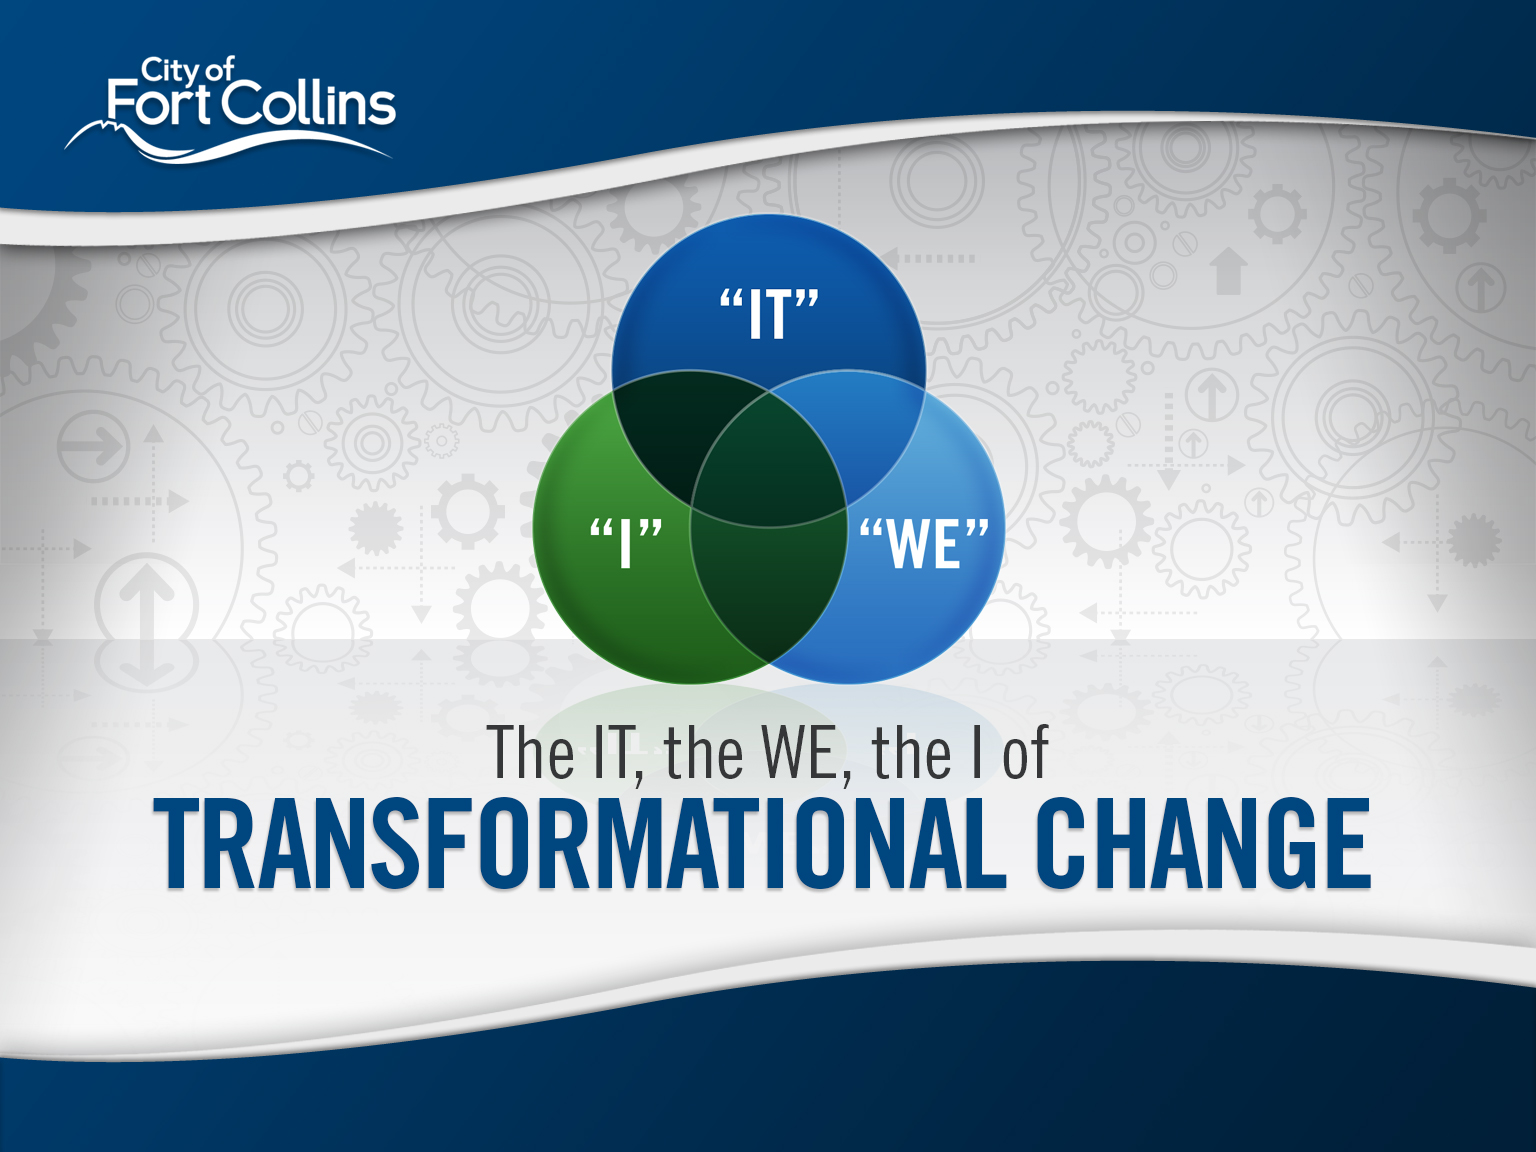 City of
Fort Collins
“IT”
“I”
“WE”
The IT, the WE, the I of
TRANSFORMATIONAL CHANGE